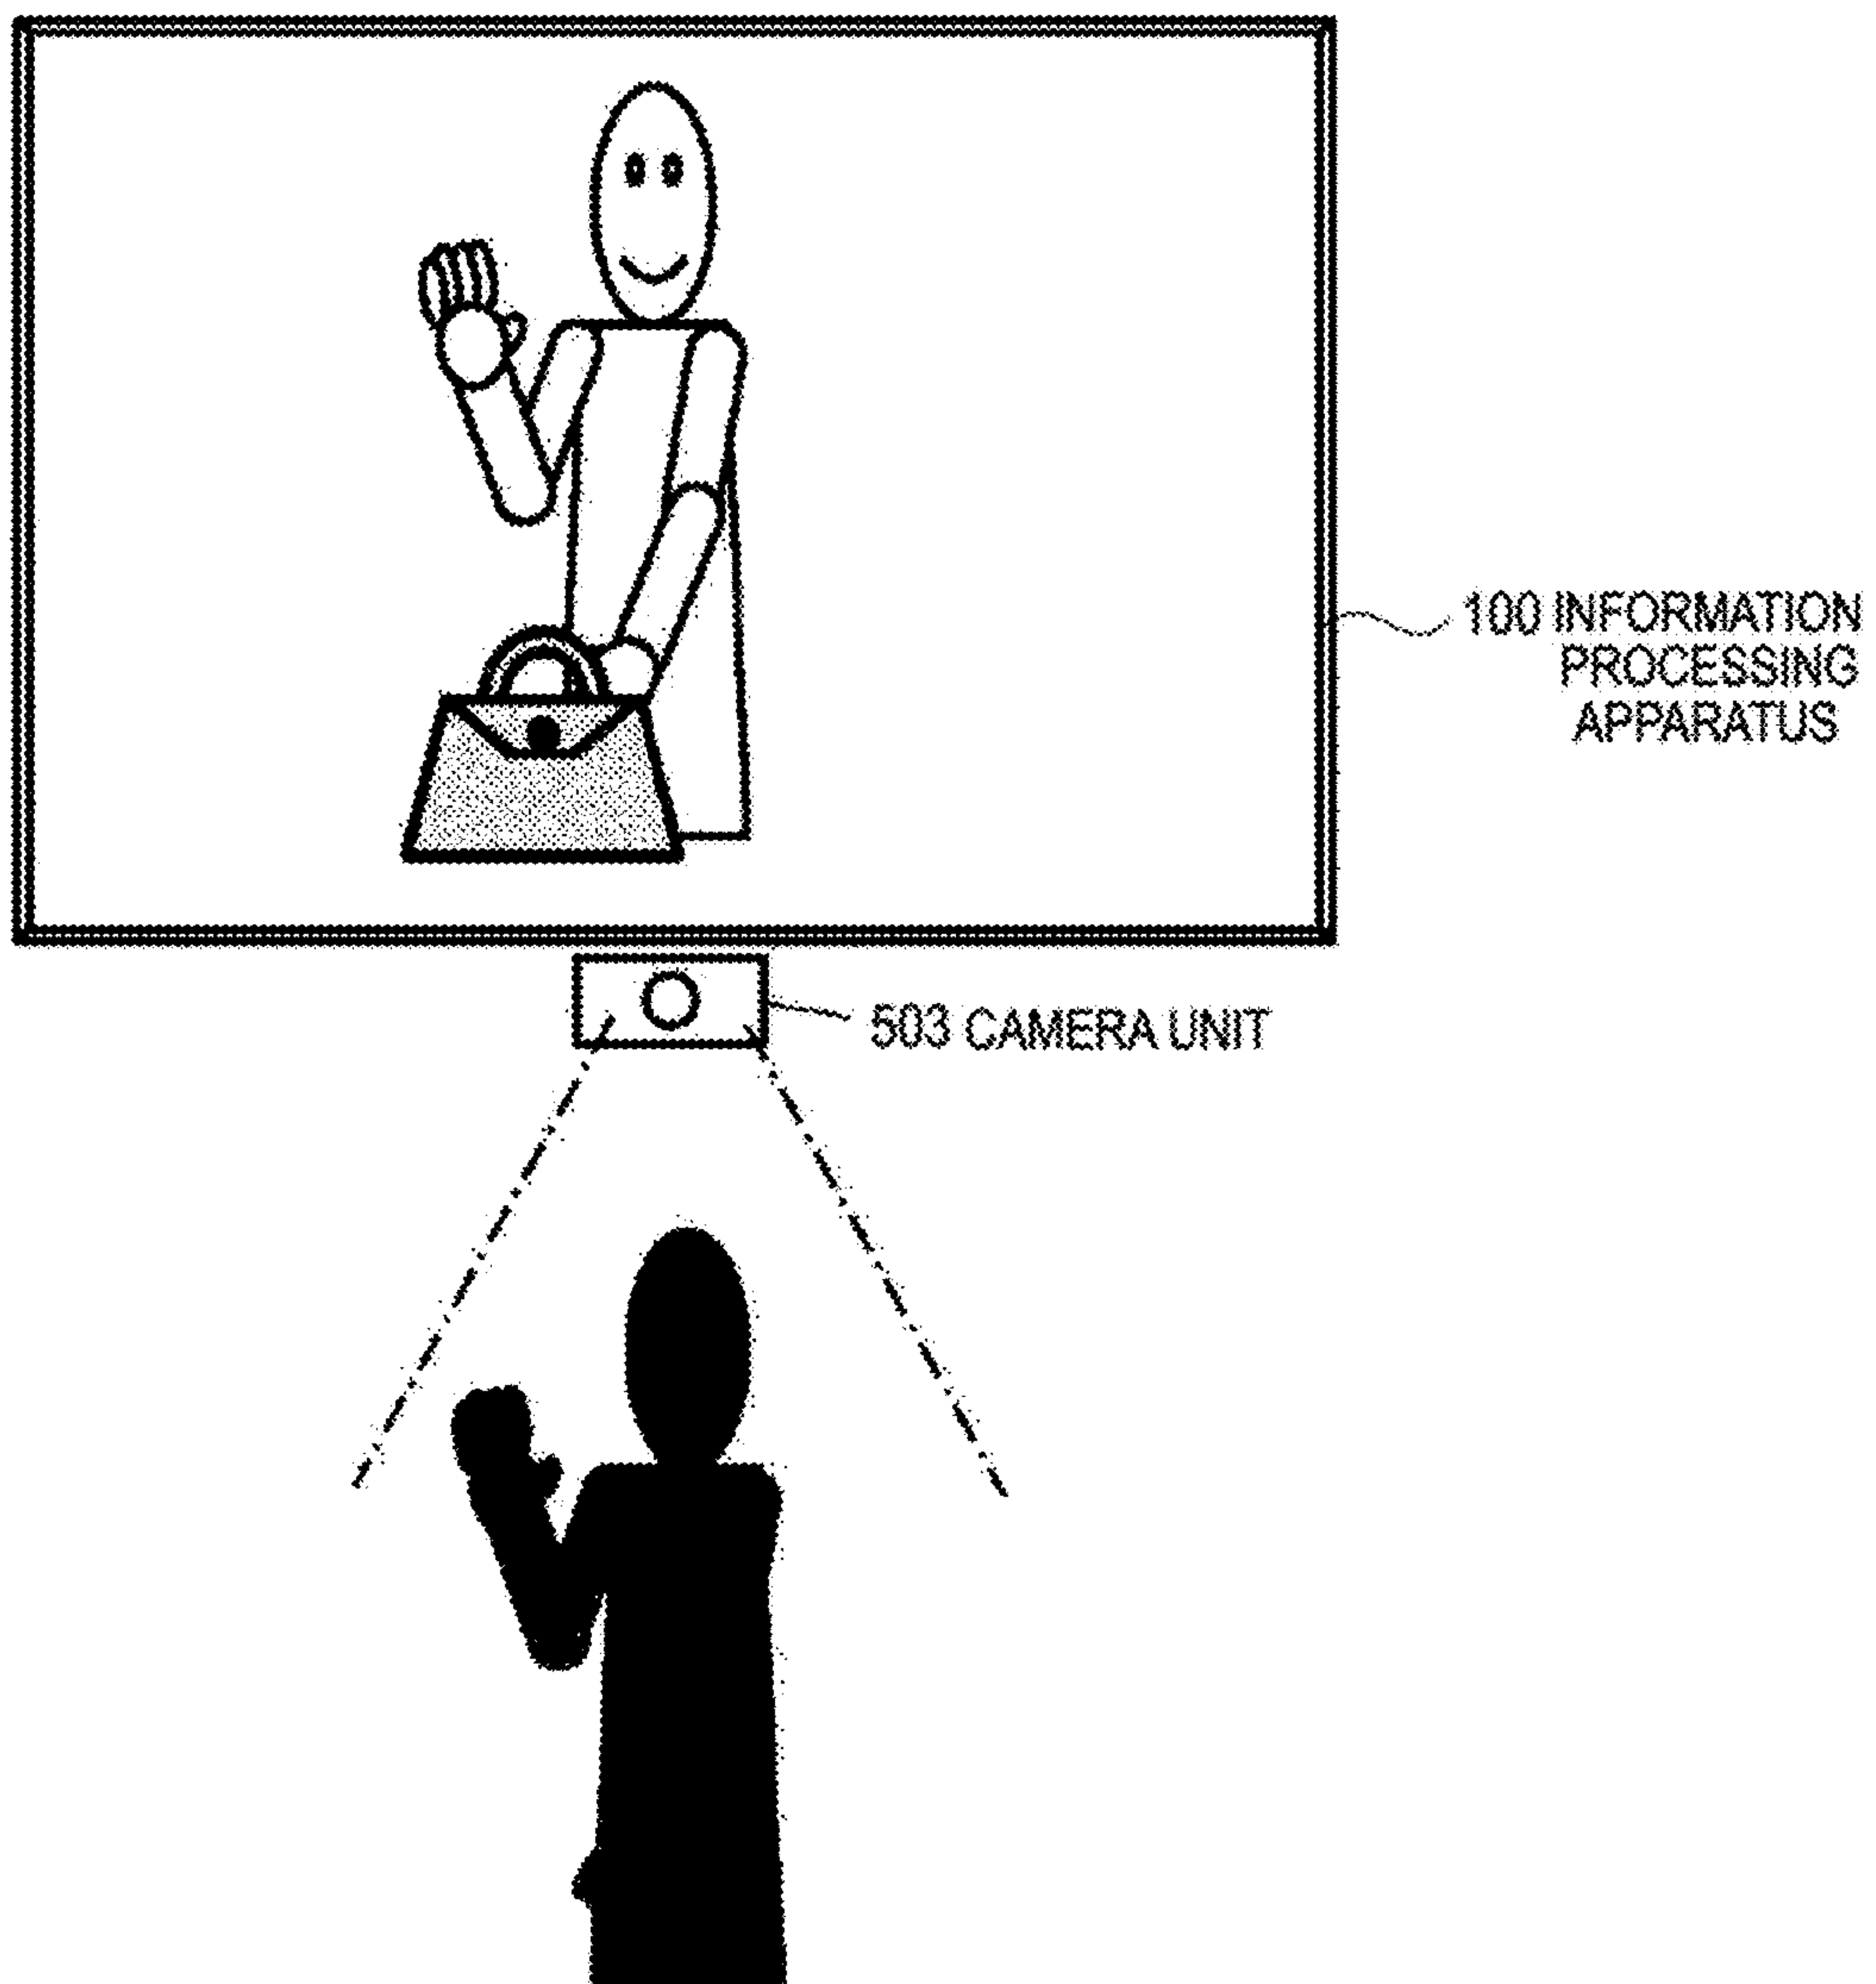 100 INFORMATION
PROCESSING
APPARATUS
503 CAMERA UNIT